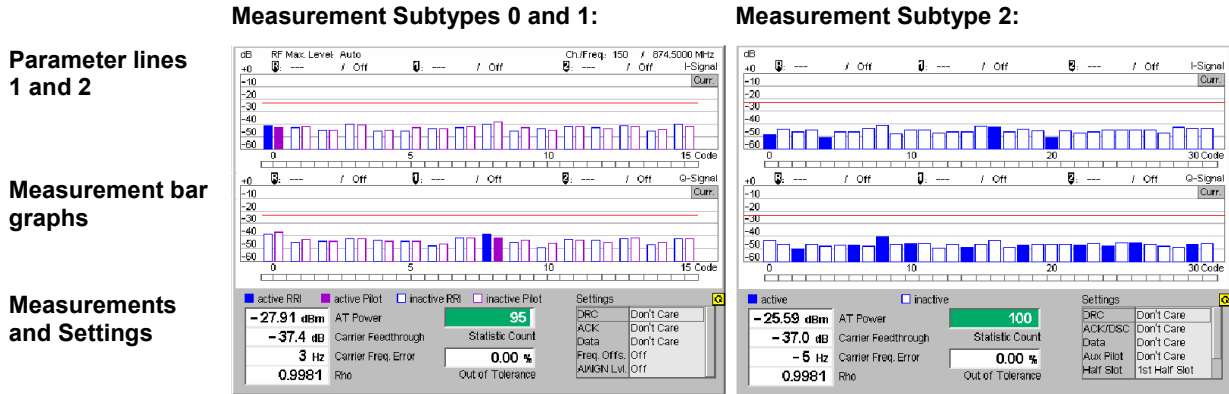 Measurement Subtypes 0 and 1:
Measurement Subtype 2:
Parameter lines
1 and 2
Measurement bar
graphs
Measurements
and Settings
dB RF Max. Level: Auto Ch./Freq.: 150 / 874.5000 MHz
+0 --- / Off --- / Off --- / Off I-Signal
Curr.
-10
-20
-30
-40
-50
-60
0 5 10 15 Code
+0 --- / Off --- / Off --- / Off Q-Signal
Curr.
-10
-20
-30
-40
-50
-60
0 5 10 15 Code
active RRI active Pilot inactive RRI inactive Pilot Settings
-27.91 dBm AT Power 95
-37.4 dB Carrier Feedthrough Statistic Count
3 Hz Carrier Freq. Error 0.00 %
0.9981 Rho Out of Tolerance
DRC Don't Care
ACK Don't Care
Data Don't Care
Freq. Offs. Off
AWGN Lvl. Off
dB
+0 --- / Off --- / Off --- / Off I-Signal
Curr.
-10
-20
-30
-40
-50
-60
0 10 20 30 Code
+0 --- / Off --- / Off --- / Off Q-Signal
Curr.
-10
-20
-30
-40
-50
-60
0 10 20 30 Code
active inactive Settings
-25.59 dBm AT Power 100
-37.0 dB Carrier Feedthrough Statistic Count
-5 Hz Carrier Freq. Error 0.00 %
0.9981 Rho Out of Tolerance
DRC Don't Care
ACK/DSC Don't Care
Data Don't Care
Aux Pilot Don't Care
Half Slot 1st Half Slot